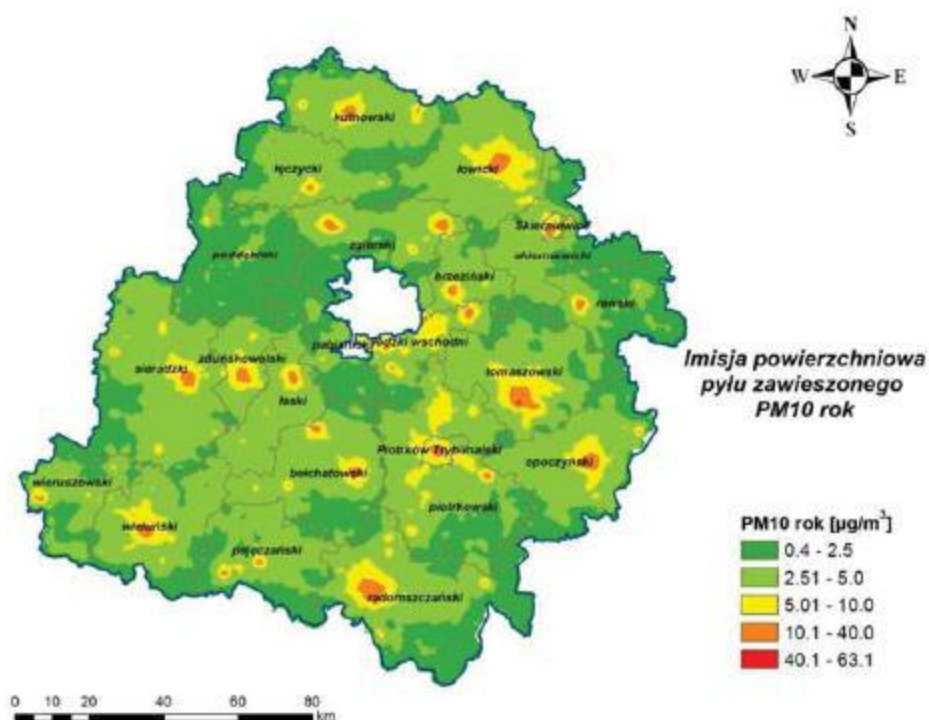 N
W E
S
kutnowski
łęczycki
łowicki
Skierniewice
zgierski
poddębicki
skierniewicki
brzeziński
rawski
pabianicki
łódzki wschodni
zduńskowolski
sieradzki
tomaszowski
łaski
Imisja powierzchniowa
pyłu zawieszonego
PM10 rok
Piotrków Trybunalski
opoczyński
bełchatowski
wieruszowski
piotrkowski
wieluński
pajęczański
radomszczański
PM10 rok [µg/m³]
0.4 - 2.5
2.51 - 5.0
5.01 - 10.0
10.1 - 40.0
40.1 - 63.1
0 10 20 40 60 80
km